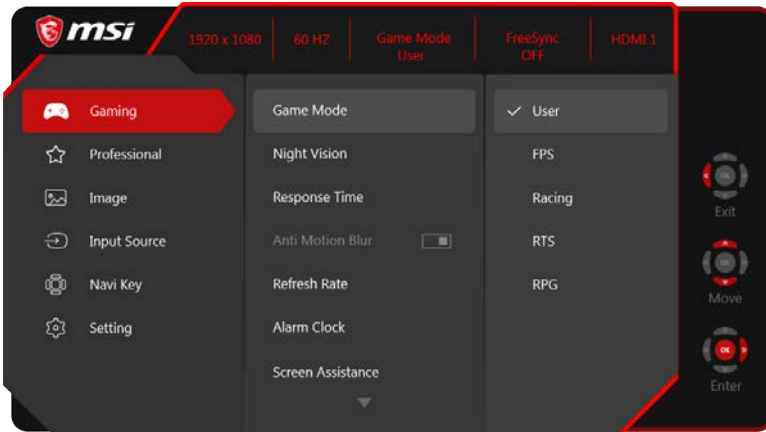 msi
1920 x 1080
60 HZ
Game Mode
User
FreeSync
OFF
HDMI 1
Gaming
Professional
Image
Input Source
Navi Key
Setting
Game Mode
Night Vision
Response Time
Anti Motion Blur
Refresh Rate
Alarm Clock
Screen Assistance
User
FPS
Racing
RTS
RPG
OK
Exit
OK
Move
OK
Enter